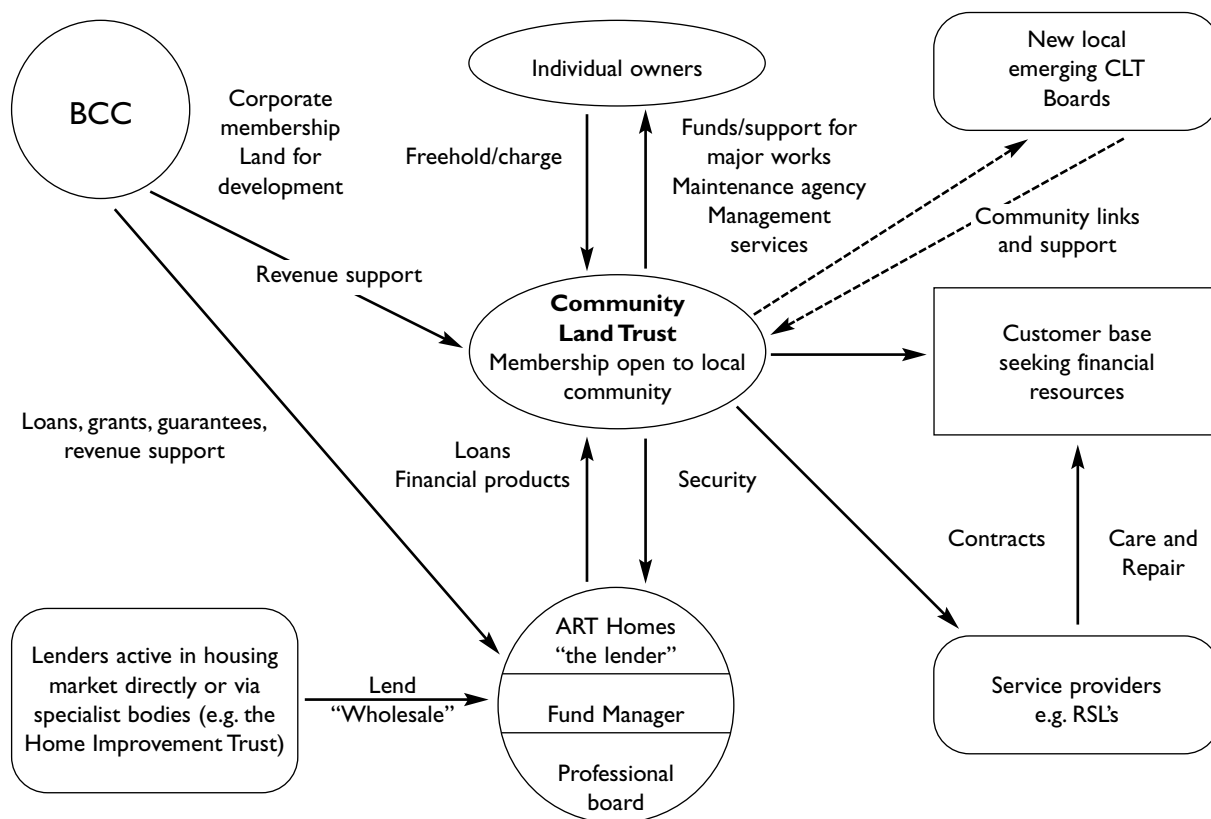 BCC
Corporate
membership
Land for
development
Individual owners
New local
emerging CLT
Boards
Freehold/charge
Funds/support for
major works
Maintenance agency
Management
services
Community links
and support
Revenue support
Community
Land Trust
Membership open to local
community
Customer base
seeking financial
resources
Loans, grants, guarantees,
revenue support
Loans
Financial products
Security
Contracts
Care and
Repair
Lenders active in housing
market directly or via
specialist bodies (e.g. the
Home Improvement Trust)
Lend
“Wholesale”
ART Homes
“the lender”
Fund Manager
Professional
board
Service providers
e.g. RSL’s